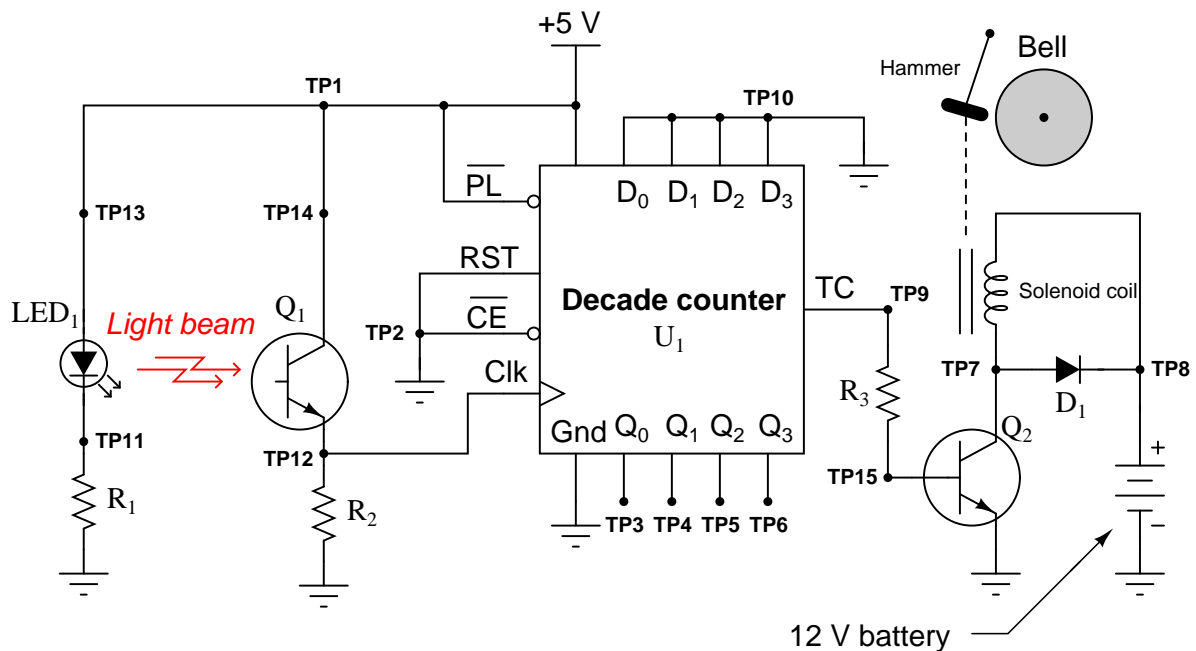 +5 V
Bell
Hammer
TP1
TP10
PL
D0 D1 D2 D3
TP13
TP14
RST
Decade counter
U1
TC
TP9
Solenoid coil
LED1
Light beam
Q1
TP2
CE
Clk
R3
TP7
D1
TP8
TP11
TP12
Gnd
Q0 Q1 Q2 Q3
Q2
TP15
R1
R2
TP3 TP4 TP5 TP6
+
−
12 V battery